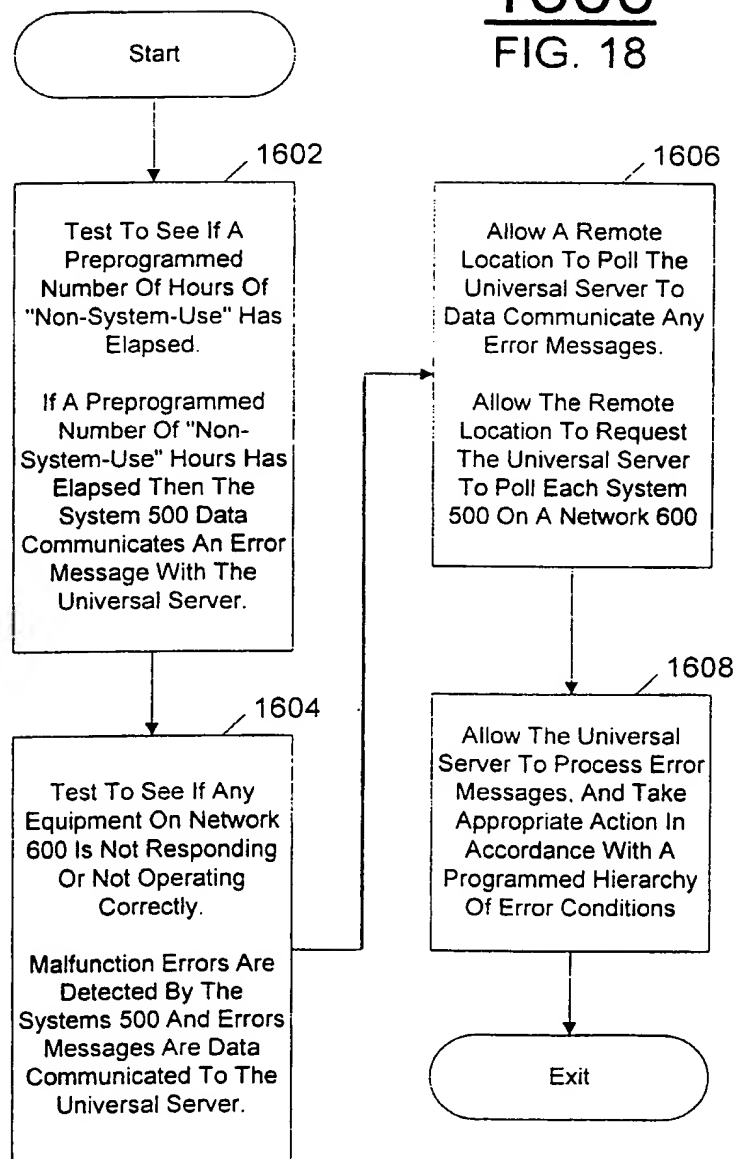 FIG. 18
Start
1602
Test To See If A
Preprogrammed
Number Of Hours Of
"Non-System-Use" Has
Elapsed.
If A Preprogrammed
Number Of "Non-
System-Use" Hours Has
Elapsed Then The
System 500 Data
Communicates An Error
Message With The
Universal Server.
1604
Test To See If Any
Equipment On Network
600 Is Not Responding
Or Not Operating
Correctly.
Malfunction Errors Are
Detected By The
Systems 500 And Errors
Messages Are Data
Communicated To The
Universal Server.
1606
Allow A Remote
Location To Poll The
Universal Server To
Data Communicate Any
Error Messages.
Allow The Remote
Location To Request
The Universal Server
To Poll Each System
500 On A Network 600
1608
Allow The Universal
Server To Process Error
Messages, And Take
Appropriate Action In
Accordance With A
Programmed Hierarchy
Of Error Conditions
Exit